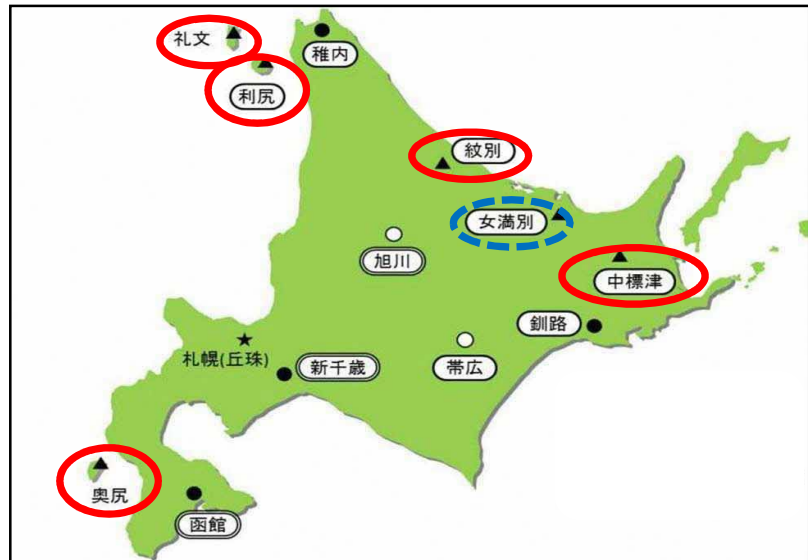 礼文
稚内
利尻
紋別
女満別
旭川
中標津
釧路
札幌(丘珠)
新千歳
帯広
奥尻
函館